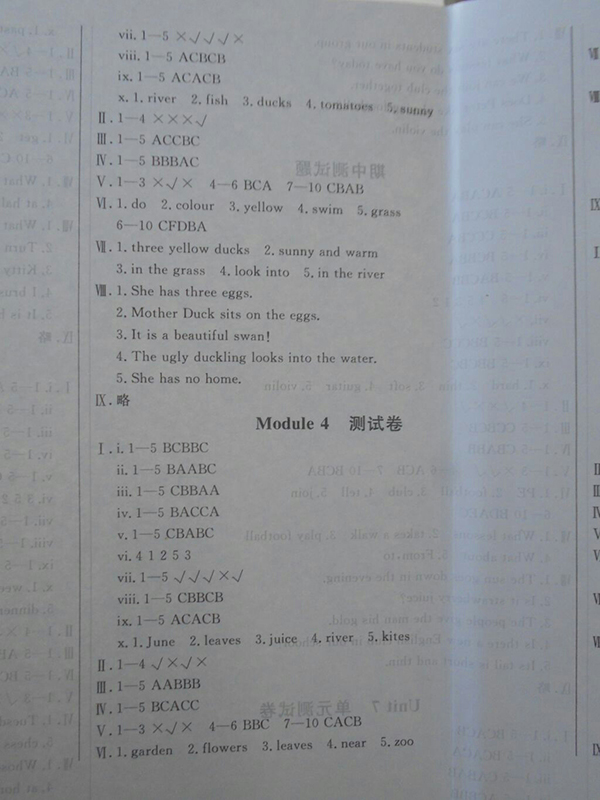 vii. 1—5 ×√√√×
viii. 1—5 ACBCB
ix. 1—5 ACACB
x. 1. river 2. fish 3. ducks 4. tomatoes 5. sunny
Ⅱ. 1—4 ×××√
Ⅲ. 1—5 ACCBC
Ⅳ. 1—5 BBBAC
Ⅴ. 1—3 ×√× 4—6 BCA 7—10 CBAB
Ⅵ. 1. do 2. colour 3. yellow 4. swim 5. grass
6—10 CFDBA
Ⅶ. 1. three yellow ducks 2. sunny and warm
3. in the grass 4. look into 5. in the river
Ⅷ. 1. She has three eggs.
2. Mother Duck sits on the eggs.
3. It is a beautiful swan!
4. The ugly duckling looks into the water.
5. She has no home.
Ⅸ. 略
Module 4 测试卷
Ⅰ. i. 1—5 BCBBC
ii. 1—5 BAABC
iii. 1—5 CBBAA
iv. 1—5 BACCA
v. 1—5 CBABC
vi. 4 1 2 5 3
vii. 1—5 √√√×√
viii. 1—5 CBBCB
ix. 1—5 ACACB
x. 1. June 2. leaves 3. juice 4. river 5. kites
Ⅱ. 1—4 √×√×
Ⅲ. 1—5 AABBB
Ⅳ. 1—5 BCACC
Ⅴ. 1—3 ×√× 4—6 BBC 7—10 CACB
Ⅵ. 1. garden 2. flowers 3. leaves 4. near 5. zoo